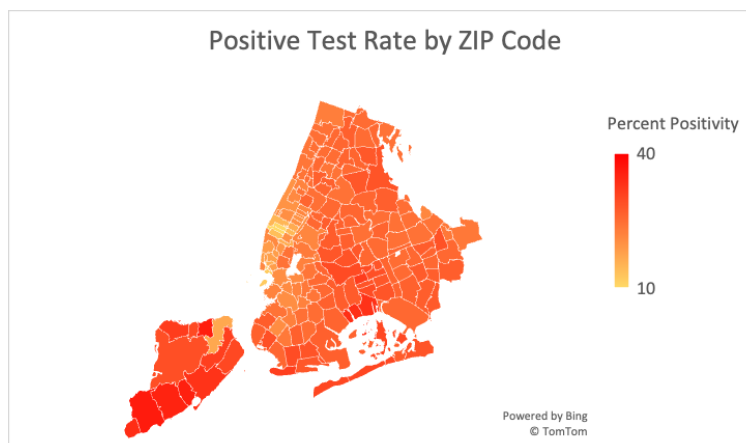 Positive Test Rate by ZIP Code
Percent Positivity
40
10
Powered by Bing
© TomTom